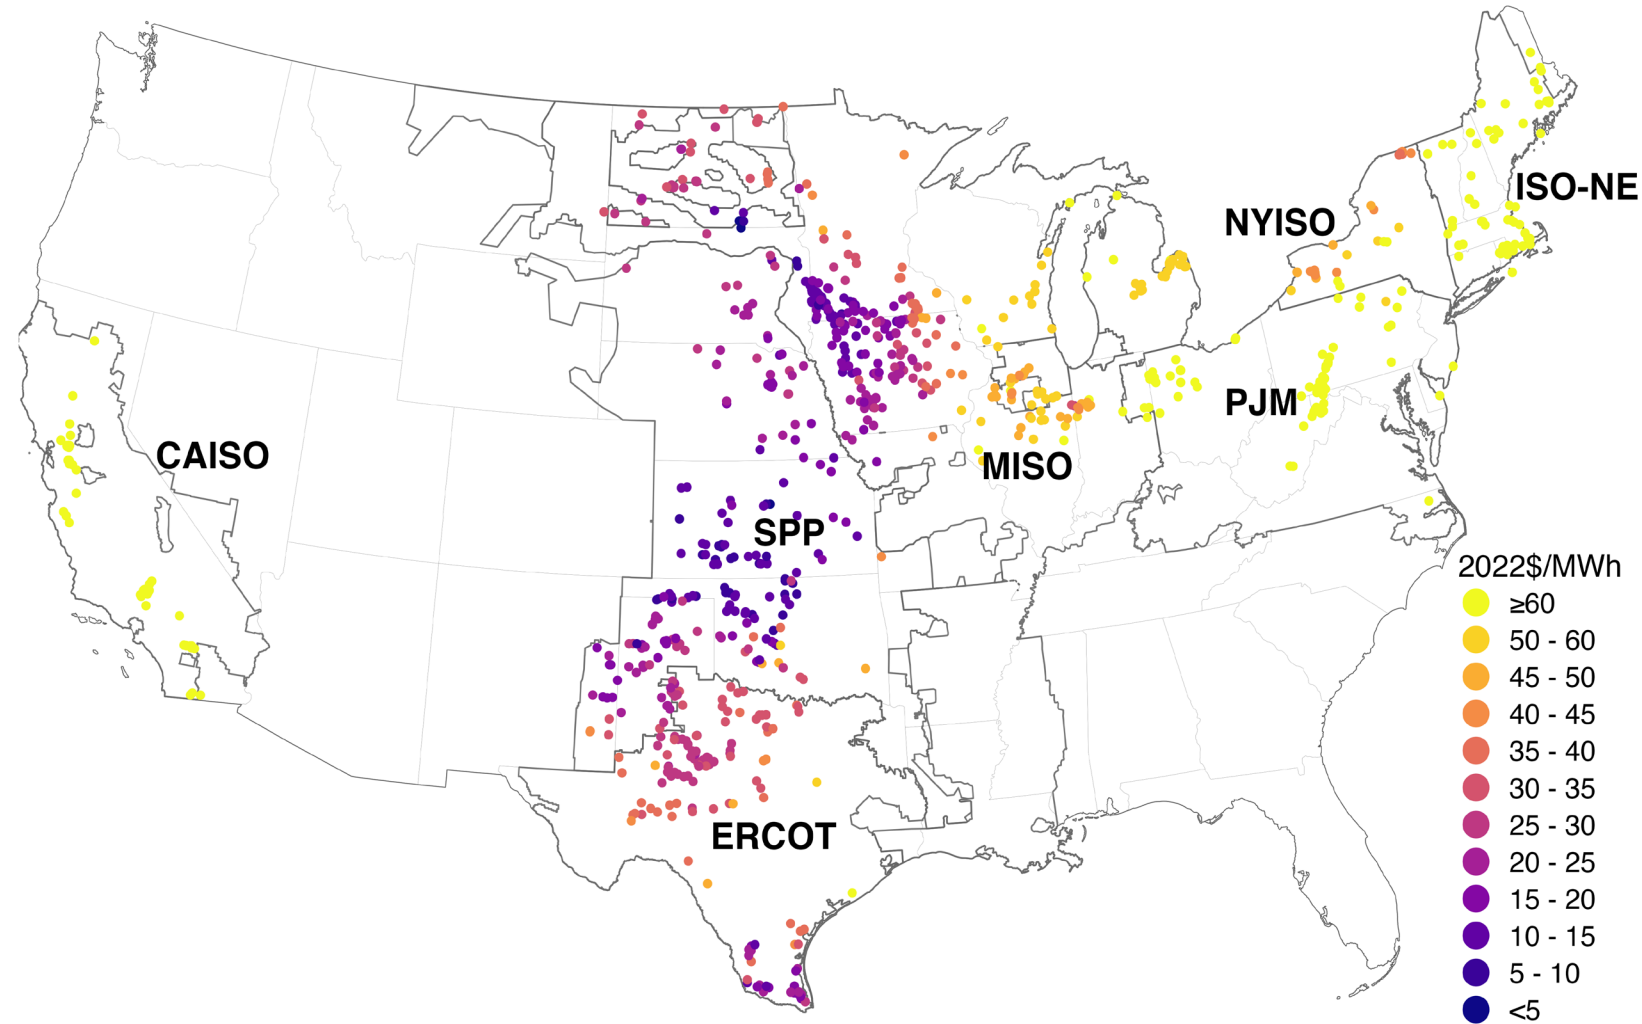 ISO-NE
NYISO
PJM
CAISO
MISO
SPP
ERCOT
2022$/MWh
≥60
50 - 60
45 - 50
40 - 45
35 - 40
30 - 35
25 - 30
20 - 25
15 - 20
10 - 15
5 - 10
<5